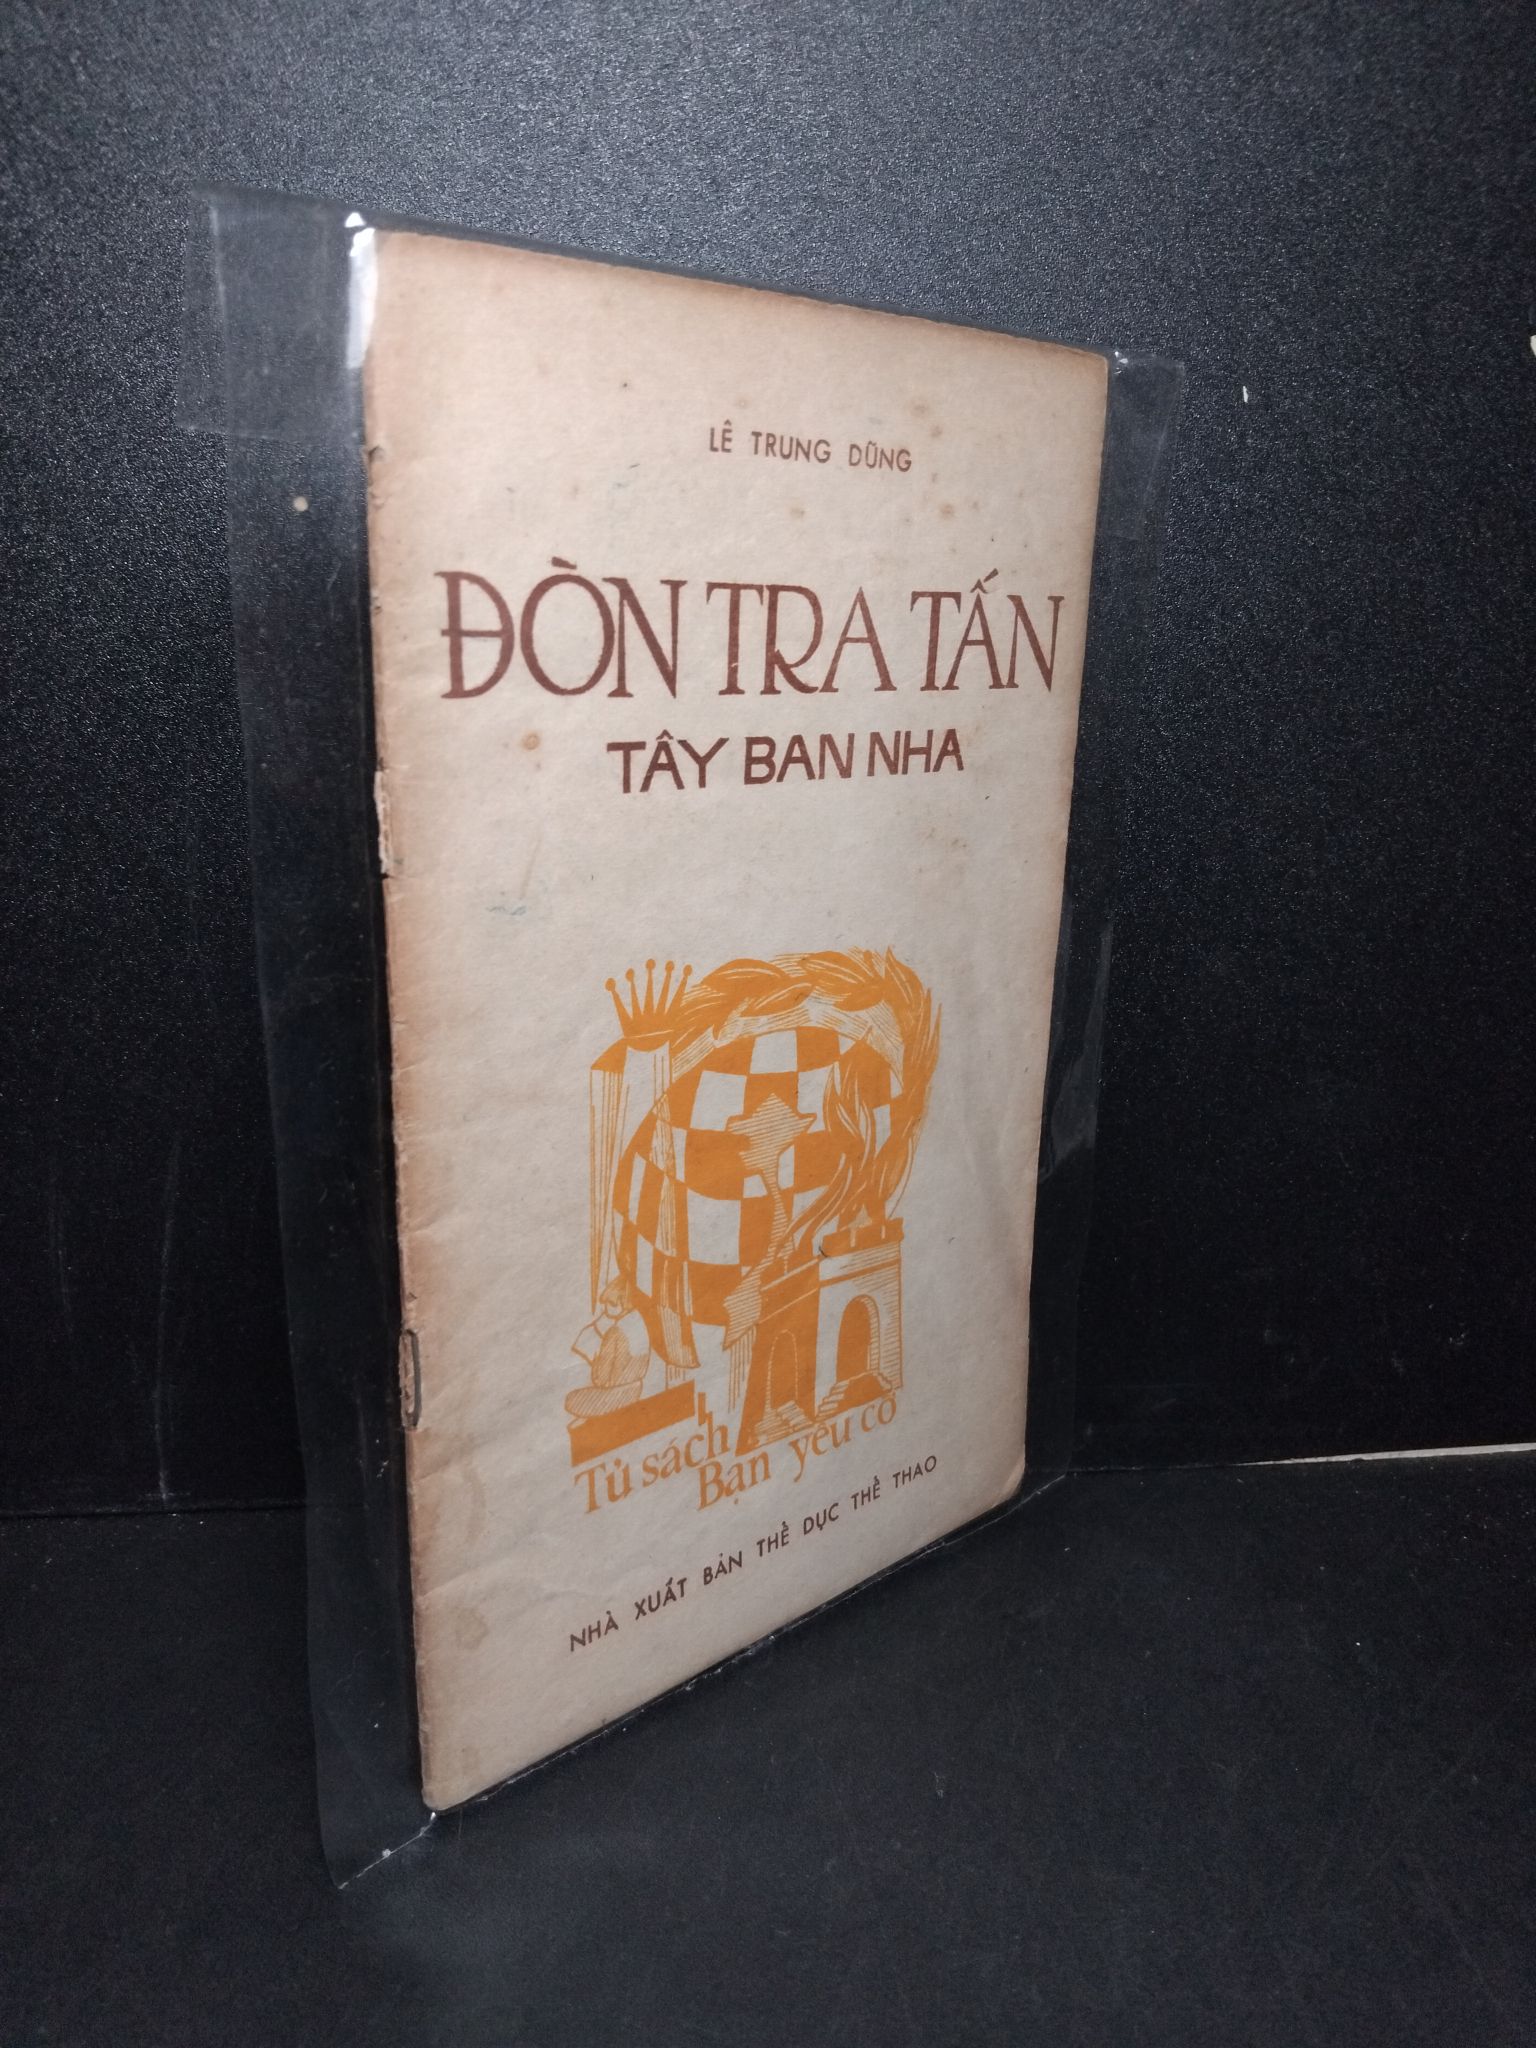 LÊ TRUNG DŨNG
ĐÒN TRA TẤN
TÂY BAN NHA
Tủ sách
Bạn yêu cờ
NHÀ XUẤT BẢN THỂ DỤC THỂ THAO